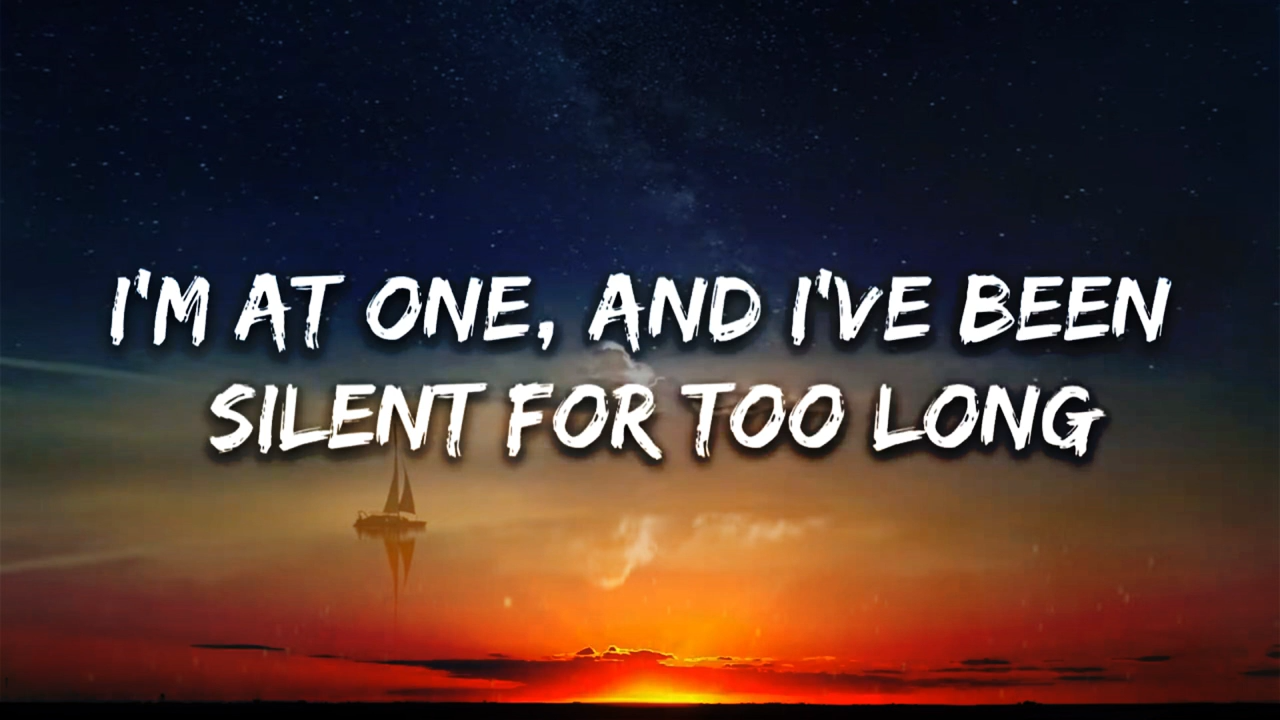 I'M AT ONE, AND I'VE BEEN
SILENT FOR TOO LONG